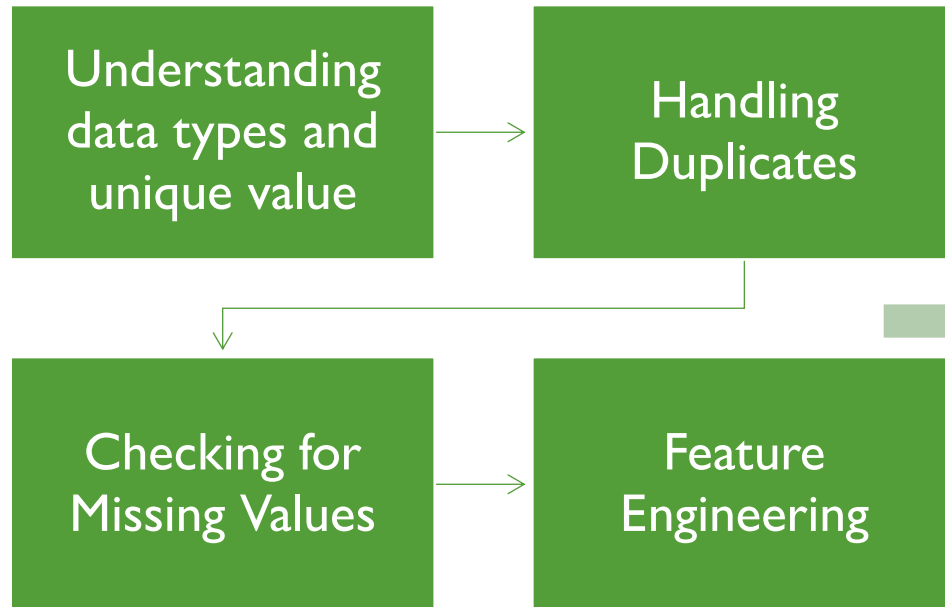 Understanding
data types and
unique value
Handling
Duplicates
Checking for
Missing Values
Feature
Engineering